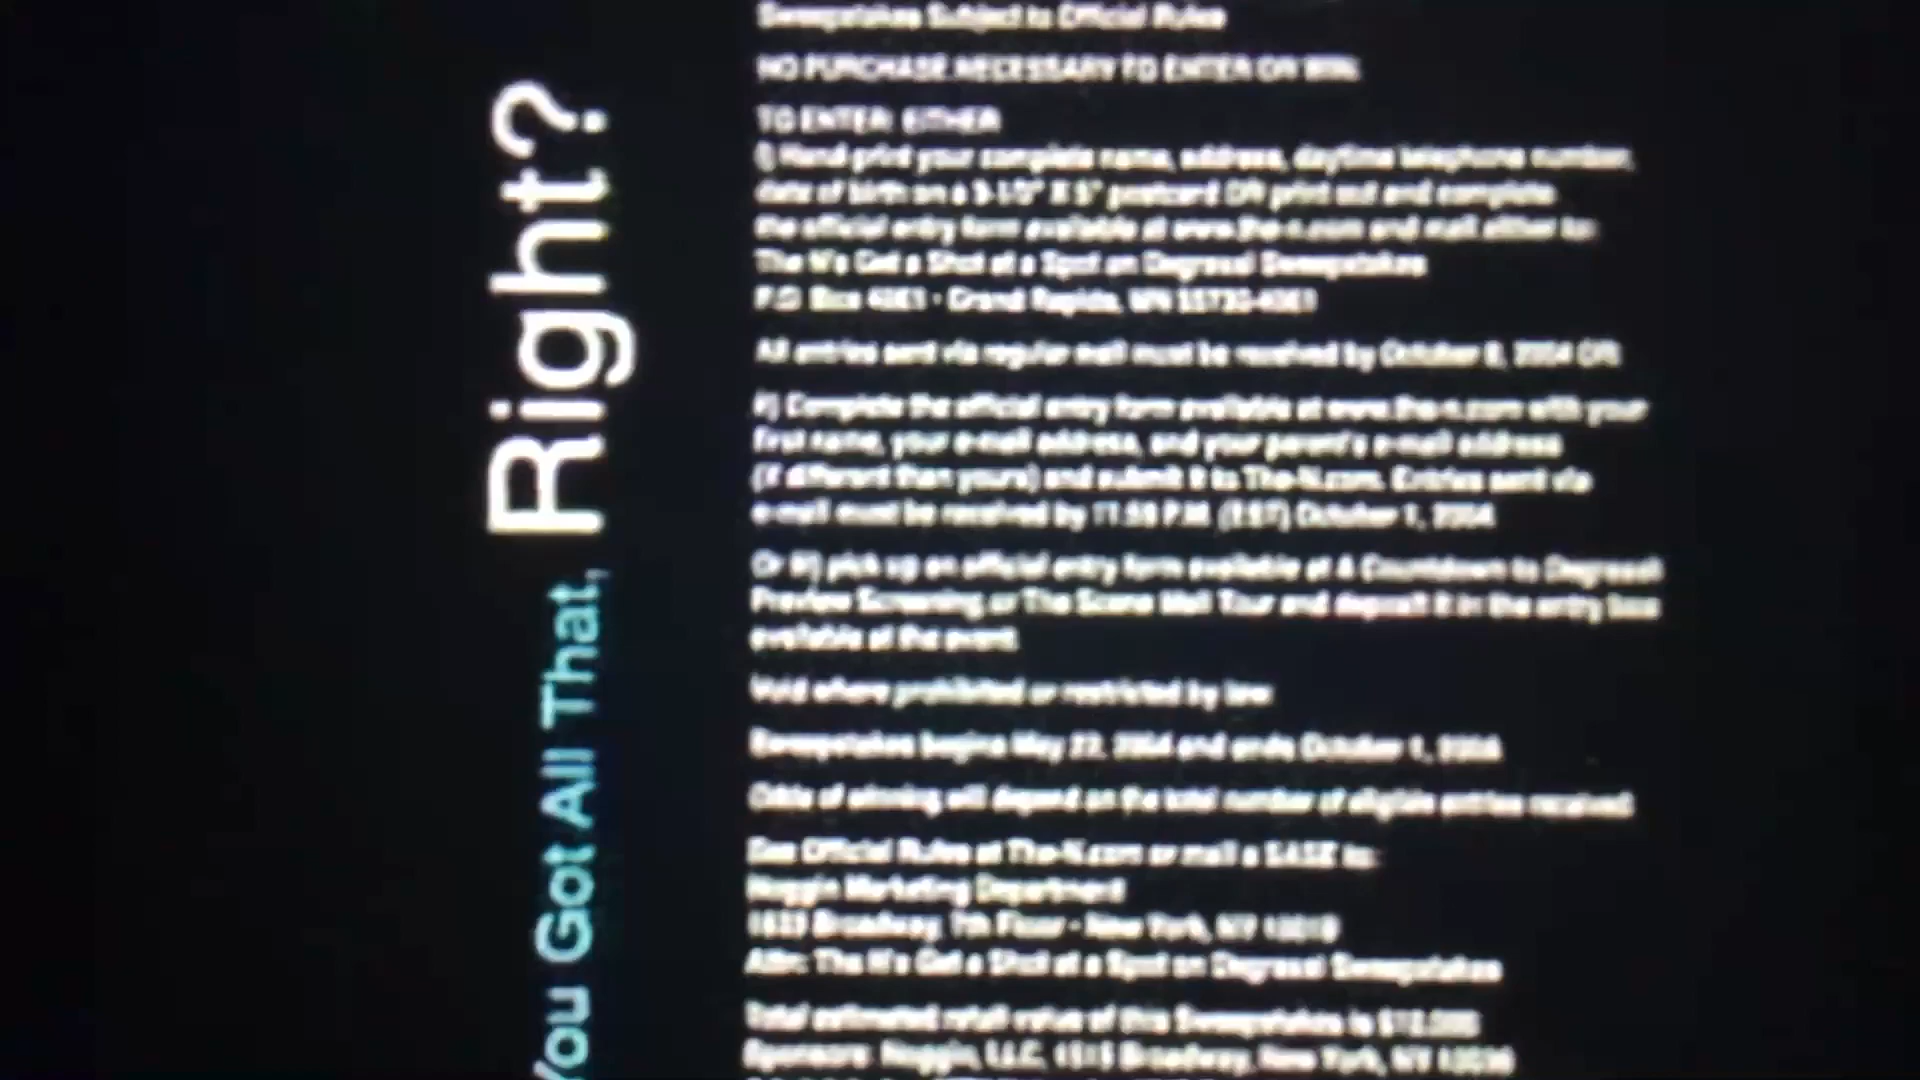 You Got All That, Right?
Sweepstakes Subject to Official Rules
NO PURCHASE NECESSARY TO ENTER OR WIN.
TO ENTER: EITHER
I) Hand print your complete name, address, daytime telephone number,
date of birth on a 3-1/2" X 5" postcard OR print out and complete
the official entry form available at www.the-n.com and mail either to:
The N's Get a Shot at a Spot on Degrassi Sweepstakes
P.O. Box Grand Rapids, MN
All entries sent via regular mail must be received by October 8, 2004 OR:
II) Complete the official entry form available at www.the-n.com with your
first name, your e-mail address, and your parent's e-mail address
(if different than yours) and submit it to The-N.com. Entries sent via
e-mail must be received by 11:59 P.M. (EST) October 1, 2004.
Or III) pick up an official entry form available at A Countdown to Degrassi
Preview Screening or The Scene Mall Tour and deposit it in the entry box
available at the event.
Void where prohibited or restricted by law.
Sweepstakes begins May 2004 and ends October 1, 2004.
Odds of winning will depend on the total number of eligible entries received.
See Official Rules at The-N.com or mail a SASE to:
Noggin Marketing Department
1633 Broadway, 7th Floor - New York, NY 10019
Attn: The N's Get a Shot at a Spot on Degrassi Sweepstakes
Total estimated retail value of this Sweepstakes is
Sponsors: Noggin, LLC, 1515 Broadway, New York, NY 10036